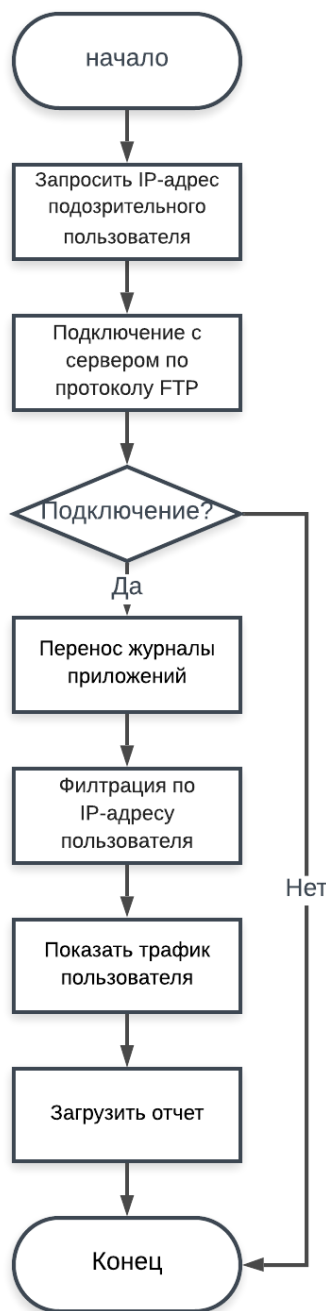 начало
Запросить IP-адрес
подозрительного
пользователя
Подключение с
сервером по
протоколу FTP
Подключение?
Да
Перенос журналы
приложений
Филтрация по
IP-адресу
пользователя
Нет
Показать трафик
пользователя
Загрузить отчет
Конец